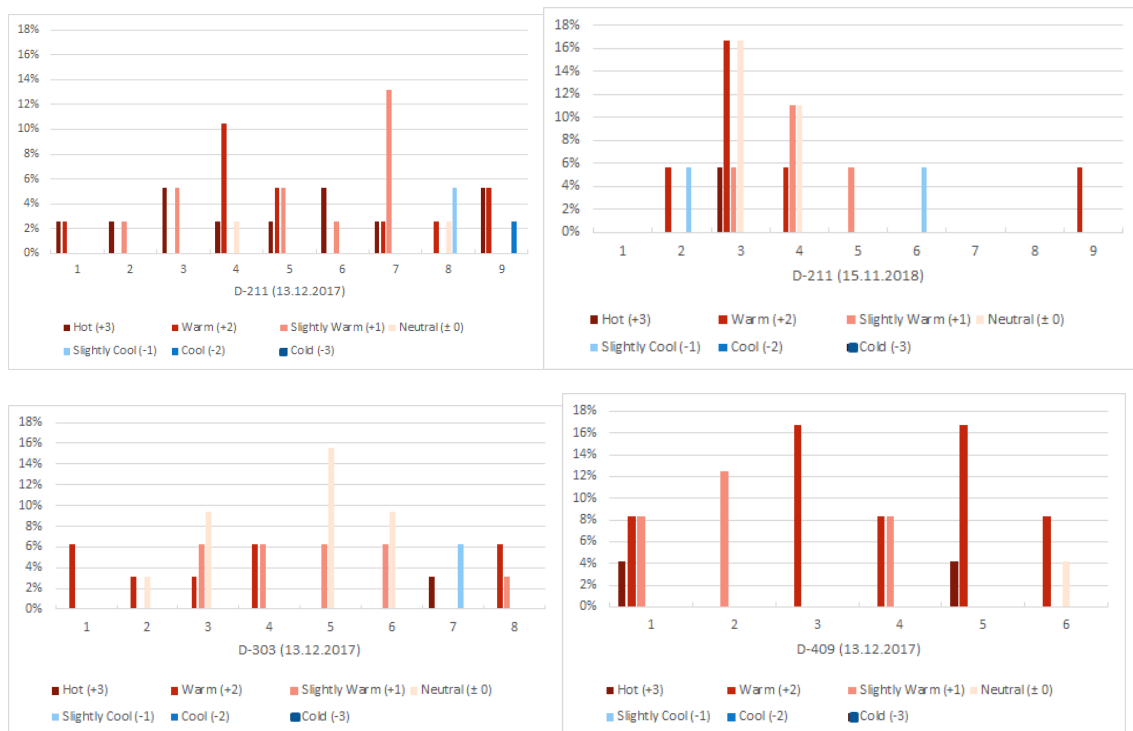 18%
16%
14%
12%
10%
8%
6%
4%
2%
0%
1 2 3 4 5 6 7 8 9
D-211 (13.12.2017)
Hot (+3) Warm (+2) Slightly Warm (+1) Neutral (± 0)
Slightly Cool (-1) Cool (-2) Cold (-3)
18%
16%
14%
12%
10%
8%
6%
4%
2%
0%
1 2 3 4 5 6 7 8 9
D-211 (15.11.2018)
Hot (+3) Warm (+2) Slightly Warm (+1) Neutral (± 0)
Slightly Cool (-1) Cool (-2) Cold (-3)
18%
16%
14%
12%
10%
8%
6%
4%
2%
0%
1 2 3 4 5 6 7 8
D-303 (13.12.2017)
Hot (+3) Warm (+2) Slightly Warm (+1) Neutral (± 0)
Slightly Cool (-1) Cool (-2) Cold (-3)
18%
16%
14%
12%
10%
8%
6%
4%
2%
0%
1 2 3 4 5 6
D-409 (13.12.2017)
Hot (+3) Warm (+2) Slightly Warm (+1) Neutral (± 0)
Slightly Cool (-1) Cool (-2) Cold (-3)